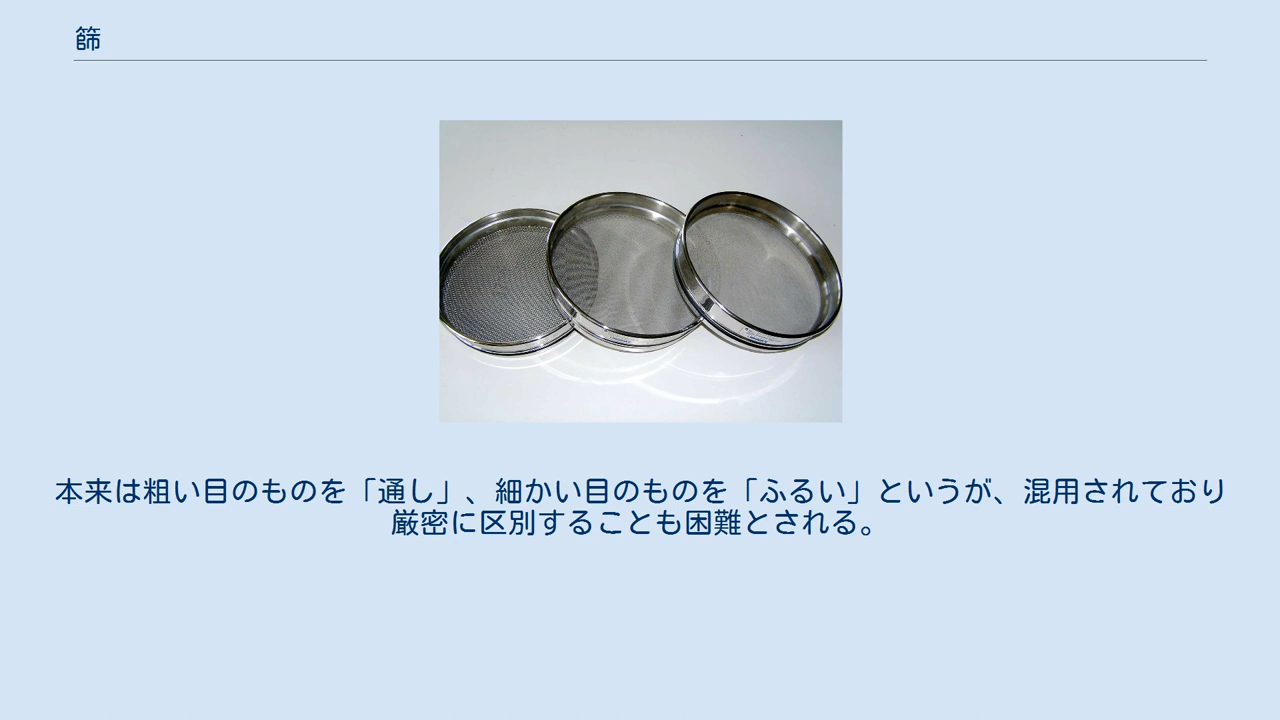 篩
本来は粗い目のものを「通し」、細かい目のものを「ふるい」というが、混用されており
厳密に区別することも困難とされる。